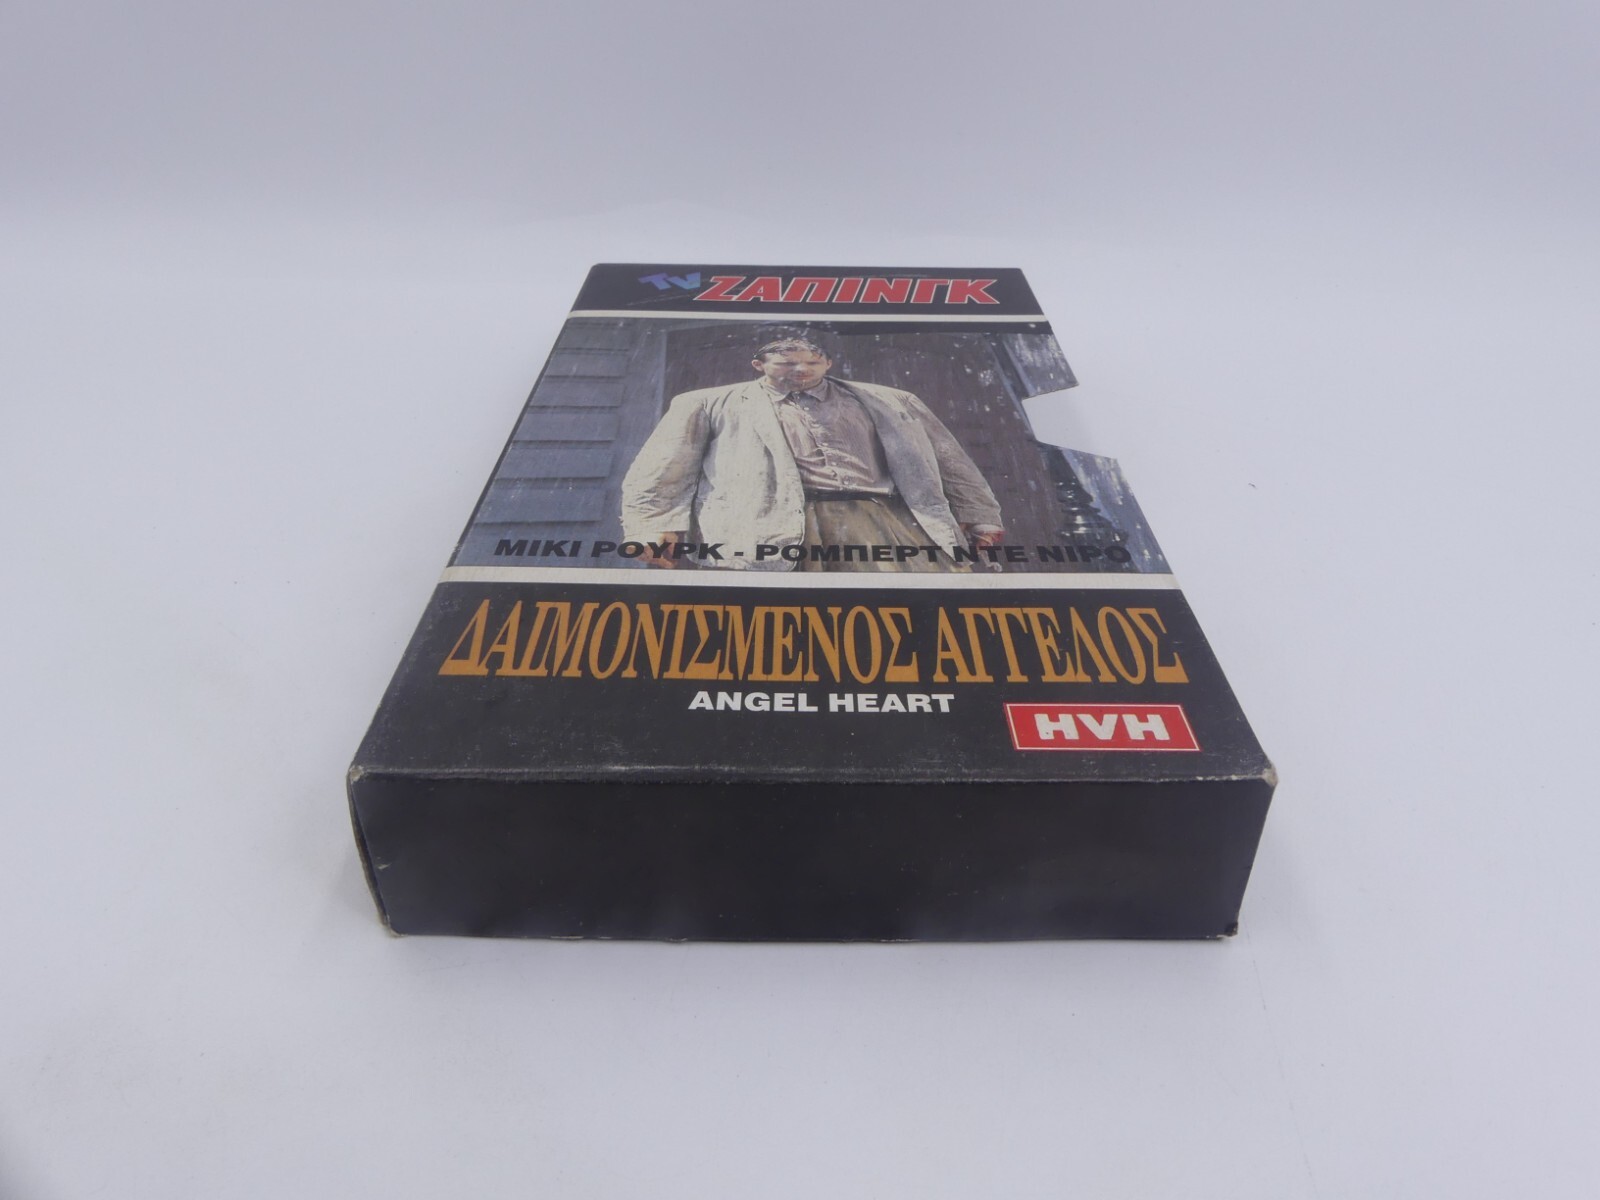 TV ΖΑΠΙΝΓΚ
ΜΙΚΙ ΡΟΥΡΚ - ΡΟΜΠΕΡΤ ΝΤΕ ΝΙΡΟ
ΔΑΙΜΟΝΙΣΜΕΝΟΣ ΑΓΓΕΛΟΣ
ANGEL HEART
HVH